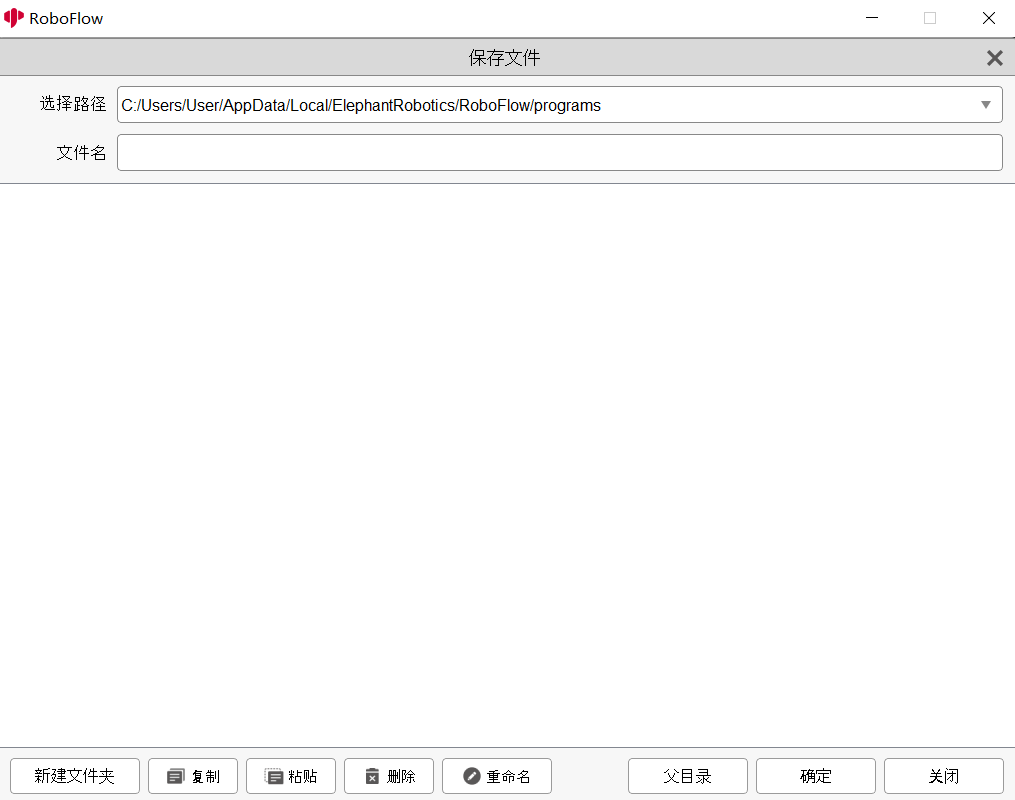 RoboFlow
保存文件
选择路径 C:/Users/User/AppData/Local/ElephantRobotics/RoboFlow/programs
文件名
新建文件夹 复制 粘贴 删除 重命名 父目录 确定 关闭